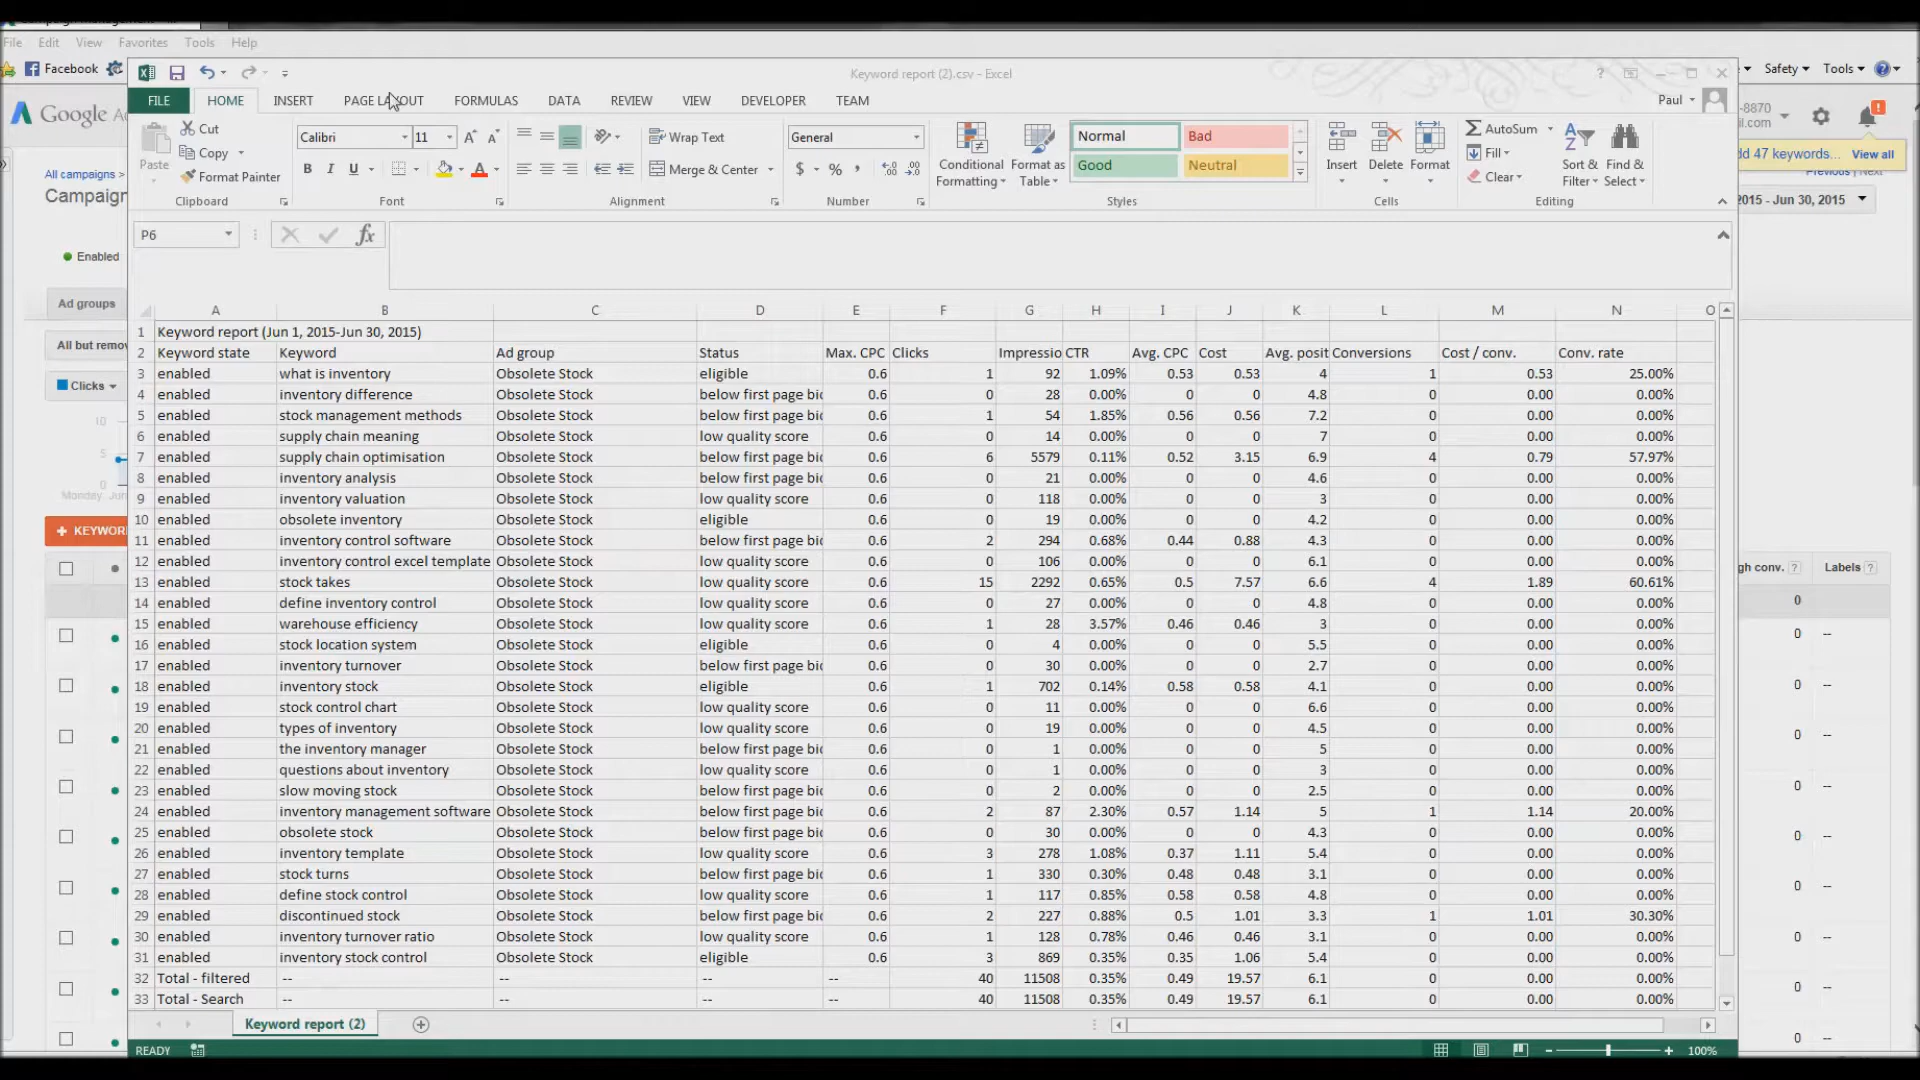 File Edit View Favorites Tools Help
Facebook
Safety Tools
Keyword report (2).csv - Excel
FILE HOME INSERT PAGE LAYOUT FORMULAS DATA REVIEW VIEW DEVELOPER TEAM
Paul
Google
-8870
il.com
Cut
Copy
Format Painter
Paste
Clipboard
Calibri 11
B I U
Font
Wrap Text
Merge & Center
Alignment
General
$ % ,
Number
Conditional Formatting
Format as Table
Normal Bad
Good Neutral
Styles
Insert Delete Format
Cells
AutoSum
Fill
Clear
Sort & Filter
Find & Select
Editing
dd 47 keywords... View all
Previous | Next
2015 - Jun 30, 2015
All campaigns >
Campaign
Enabled
Ad groups
All but remov
Clicks
10
5
0
Monday, Jun
+ KEYWOR
gh conv. ? Labels ?
0
0 --
0 --
0 --
0 --
0 --
0 --
0 --
0 --
0 --
P6 fx
A B C D E F G H I J K L M N O
1 Keyword report (Jun 1, 2015-Jun 30, 2015)
2 Keyword state Keyword Ad group Status Max. CPC Clicks Impressio CTR Avg. CPC Cost Avg. posit Conversions Cost / conv. Conv. rate
3 enabled what is inventory Obsolete Stock eligible 0.6 1 92 1.09% 0.53 0.53 4 1 0.53 25.00%
4 enabled inventory difference Obsolete Stock below first page bid 0.6 0 28 0.00% 0 0 4.8 0 0.00 0.00%
5 enabled stock management methods Obsolete Stock below first page bid 0.6 1 54 1.85% 0.56 0.56 7.2 0 0.00 0.00%
6 enabled supply chain meaning Obsolete Stock low quality score 0.6 0 14 0.00% 0 0 7 0 0.00 0.00%
7 enabled supply chain optimisation Obsolete Stock below first page bid 0.6 6 5579 0.11% 0.52 3.15 6.9 4 0.79 57.97%
8 enabled inventory analysis Obsolete Stock below first page bid 0.6 0 21 0.00% 0 0 4.6 0 0.00 0.00%
9 enabled inventory valuation Obsolete Stock low quality score 0.6 0 118 0.00% 0 0 3 0 0.00 0.00%
10 enabled obsolete inventory Obsolete Stock eligible 0.6 0 19 0.00% 0 0 4.2 0 0.00 0.00%
11 enabled inventory control software Obsolete Stock below first page bid 0.6 2 294 0.68% 0.44 0.88 4.3 0 0.00 0.00%
12 enabled inventory control excel template Obsolete Stock low quality score 0.6 0 106 0.00% 0 0 6.1 0 0.00 0.00%
13 enabled stock takes Obsolete Stock low quality score 0.6 15 2292 0.65% 0.5 7.57 6.6 4 1.89 60.61%
14 enabled define inventory control Obsolete Stock low quality score 0.6 0 27 0.00% 0 0 4.8 0 0.00 0.00%
15 enabled warehouse efficiency Obsolete Stock low quality score 0.6 1 28 3.57% 0.46 0.46 3 0 0.00 0.00%
16 enabled stock location system Obsolete Stock eligible 0.6 0 4 0.00% 0 0 5.5 0 0.00 0.00%
17 enabled inventory turnover Obsolete Stock below first page bid 0.6 0 30 0.00% 0 0 2.7 0 0.00 0.00%
18 enabled inventory stock Obsolete Stock eligible 0.6 1 702 0.14% 0.58 0.58 4.1 0 0.00 0.00%
19 enabled stock control chart Obsolete Stock low quality score 0.6 0 11 0.00% 0 0 6.6 0 0.00 0.00%
20 enabled types of inventory Obsolete Stock low quality score 0.6 0 19 0.00% 0 0 4.5 0 0.00 0.00%
21 enabled the inventory manager Obsolete Stock below first page bid 0.6 0 1 0.00% 0 0 5 0 0.00 0.00%
22 enabled questions about inventory Obsolete Stock low quality score 0.6 0 1 0.00% 0 0 3 0 0.00 0.00%
23 enabled slow moving stock Obsolete Stock below first page bid 0.6 0 2 0.00% 0 0 2.5 0 0.00 0.00%
24 enabled inventory management software Obsolete Stock below first page bid 0.6 2 87 2.30% 0.57 1.14 5 1 1.14 20.00%
25 enabled obsolete stock Obsolete Stock below first page bid 0.6 0 30 0.00% 0 0 4.3 0 0.00 0.00%
26 enabled inventory template Obsolete Stock low quality score 0.6 3 278 1.08% 0.37 1.11 5.4 0 0.00 0.00%
27 enabled stock turns Obsolete Stock below first page bid 0.6 1 330 0.30% 0.48 0.48 3.1 0 0.00 0.00%
28 enabled define stock control Obsolete Stock low quality score 0.6 1 117 0.85% 0.58 0.58 4.8 0 0.00 0.00%
29 enabled discontinued stock Obsolete Stock below first page bid 0.6 2 227 0.88% 0.5 1.01 3.3 1 1.01 30.30%
30 enabled inventory turnover ratio Obsolete Stock low quality score 0.6 1 128 0.78% 0.46 0.46 3.1 0 0.00 0.00%
31 enabled inventory stock control Obsolete Stock eligible 0.6 3 869 0.35% 0.35 1.06 5.4 0 0.00 0.00%
32 Total - filtered -- -- -- -- 40 11508 0.35% 0.49 19.57 6.1 0 0.00 0.00%
33 Total - Search -- -- -- -- 40 11508 0.35% 0.49 19.57 6.1 0 0.00 0.00%
Keyword report (2)
READY 100%